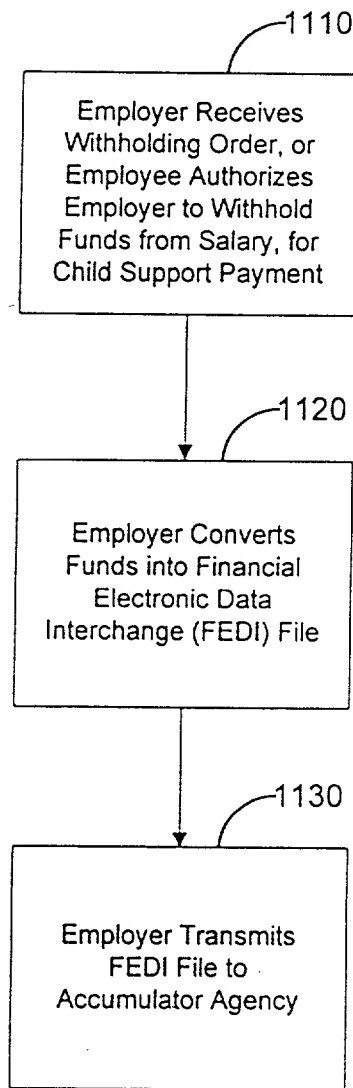 1110
Employer Receives
Withholding Order, or
Employee Authorizes
Employer to Withhold
Funds from Salary, for
Child Support Payment
1120
Employer Converts
Funds into Financial
Electronic Data
Interchange (FEDI) File
1130
Employer Transmits
FEDI File to
Accumulator Agency